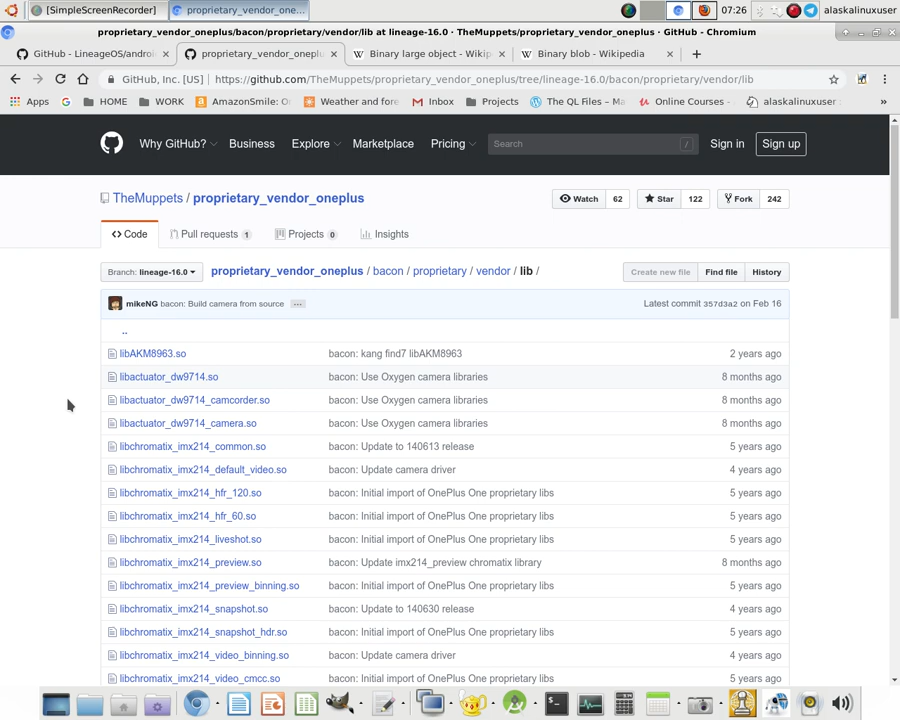 [SimpleScreenRecorder]
proprietary_vendor_one...
07:26
alaskalinuxuser
proprietary_vendor_oneplus/bacon/proprietary/vendor/lib at lineage-16.0 · TheMuppets/proprietary_vendor_oneplus · GitHub - Chromium
GitHub - LineageOS/androi
proprietary_vendor_oneplu
Binary large object - Wikip
Binary blob - Wikipedia
GitHub, Inc. [US]
https://github.com/TheMuppets/proprietary_vendor_oneplus/tree/lineage-16.0/bacon/proprietary/vendor/lib
Apps
HOME
WORK
AmazonSmile: O
Weather and fore
Inbox
Projects
The QL Files – Ma
Online Courses -
alaskalinuxuser
»
Why GitHub?
Business
Explore
Marketplace
Pricing
Search
/
Sign in
Sign up
TheMuppets / proprietary_vendor_oneplus
Watch 62
Star 122
Fork 242
Code
Pull requests 1
Projects 0
Insights
Branch: lineage-16.0
proprietary_vendor_oneplus / bacon / proprietary / vendor / lib /
Create new file
Find file
History
mikeNG bacon: Build camera from source ...
Latest commit 357d3a2 on Feb 16
..
libAKM8963.so bacon: kang find7 libAKM8963 2 years ago
libactuator_dw9714.so bacon: Use Oxygen camera libraries 8 months ago
libactuator_dw9714_camcorder.so bacon: Use Oxygen camera libraries 8 months ago
libactuator_dw9714_camera.so bacon: Use Oxygen camera libraries 8 months ago
libchromatix_imx214_common.so bacon: Update to 140613 release 5 years ago
libchromatix_imx214_default_video.so bacon: Update camera driver 4 years ago
libchromatix_imx214_hfr_120.so bacon: Initial import of OnePlus One proprietary libs 5 years ago
libchromatix_imx214_hfr_60.so bacon: Initial import of OnePlus One proprietary libs 5 years ago
libchromatix_imx214_liveshot.so bacon: Initial import of OnePlus One proprietary libs 5 years ago
libchromatix_imx214_preview.so bacon: Update imx214_preview chromatix library 8 months ago
libchromatix_imx214_preview_binning.so bacon: Initial import of OnePlus One proprietary libs 5 years ago
libchromatix_imx214_snapshot.so bacon: Update to 140630 release 4 years ago
libchromatix_imx214_snapshot_hdr.so bacon: Initial import of OnePlus One proprietary libs 5 years ago
libchromatix_imx214_video_binning.so bacon: Update camera driver 4 years ago
libchromatix_imx214_video_cmcc.so bacon: Initial import of OnePlus One proprietary libs 5 years ago